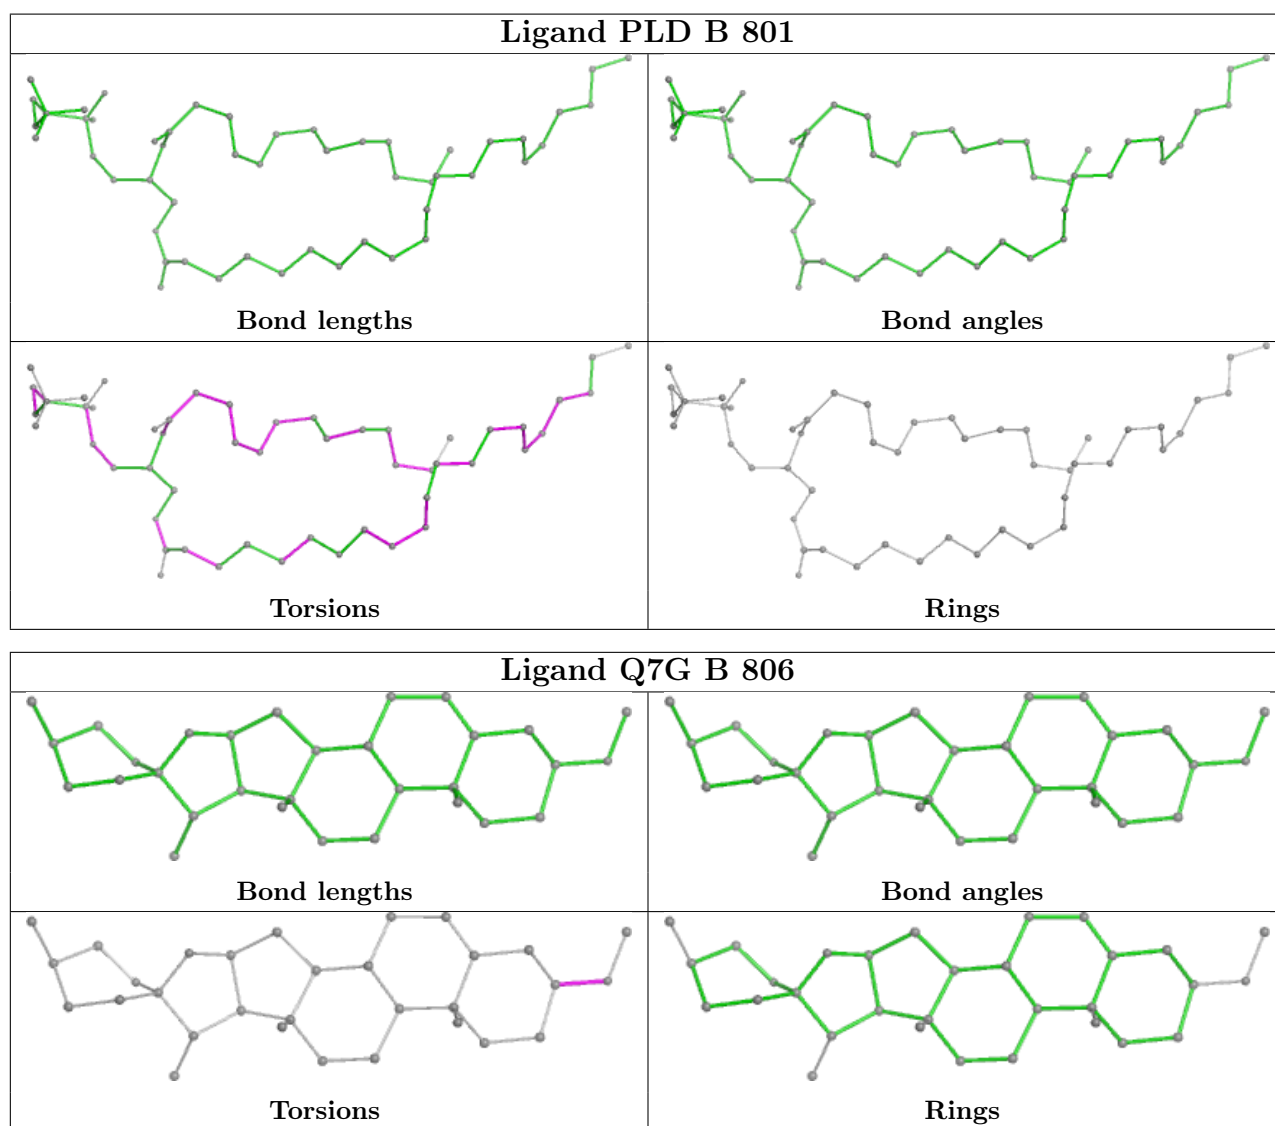 Ligand PLD B 801
Bond lengths
Bond angles
Torsions
Rings
Ligand Q7G B 806
Bond lengths
Bond angles
Torsions
Rings